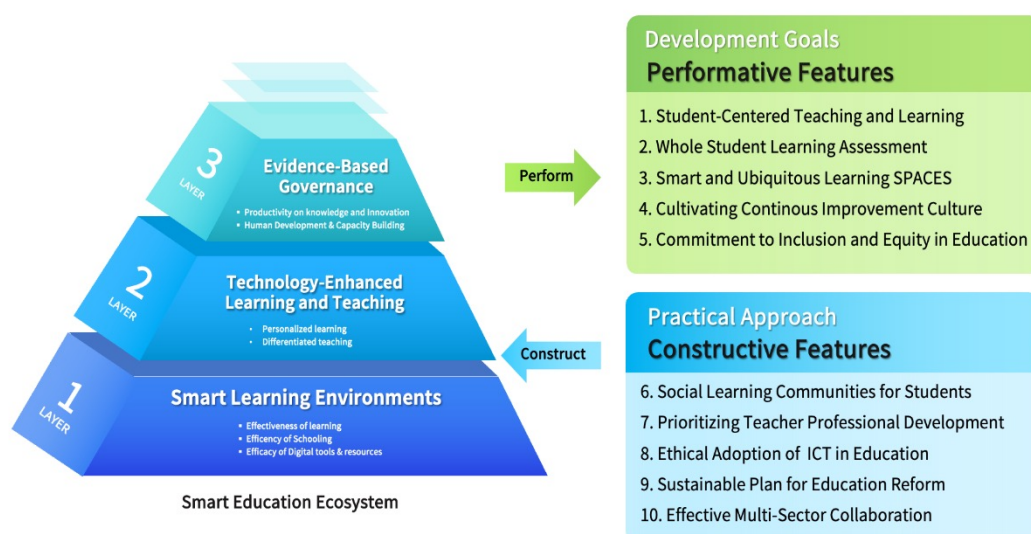 3
LAYER
Evidence-Based
Governance
▪ Productivity on knowledge and Innovation
▪ Human Development & Capacity Building
2
LAYER
Technology-Enhanced
Learning and Teaching
• Personalized learning
• Differentiated teaching
1
LAYER
Smart Learning Environments
▪ Effectiveness of learning
▪ Efficency of Schooling
▪ Efficacy of Digital tools & resources
Smart Education Ecosystem
Perform
Construct
Development Goals
Performative Features
1. Student-Centered Teaching and Learning
2. Whole Student Learning Assessment
3. Smart and Ubiquitous Learning SPACES
4. Cultivating Continous Improvement Culture
5. Commitment to Inclusion and Equity in Education
Practical Approach
Constructive Features
6. Social Learning Communities for Students
7. Prioritizing Teacher Professional Development
8. Ethical Adoption of ICT in Education
9. Sustainable Plan for Education Reform
10. Effective Multi-Sector Collaboration